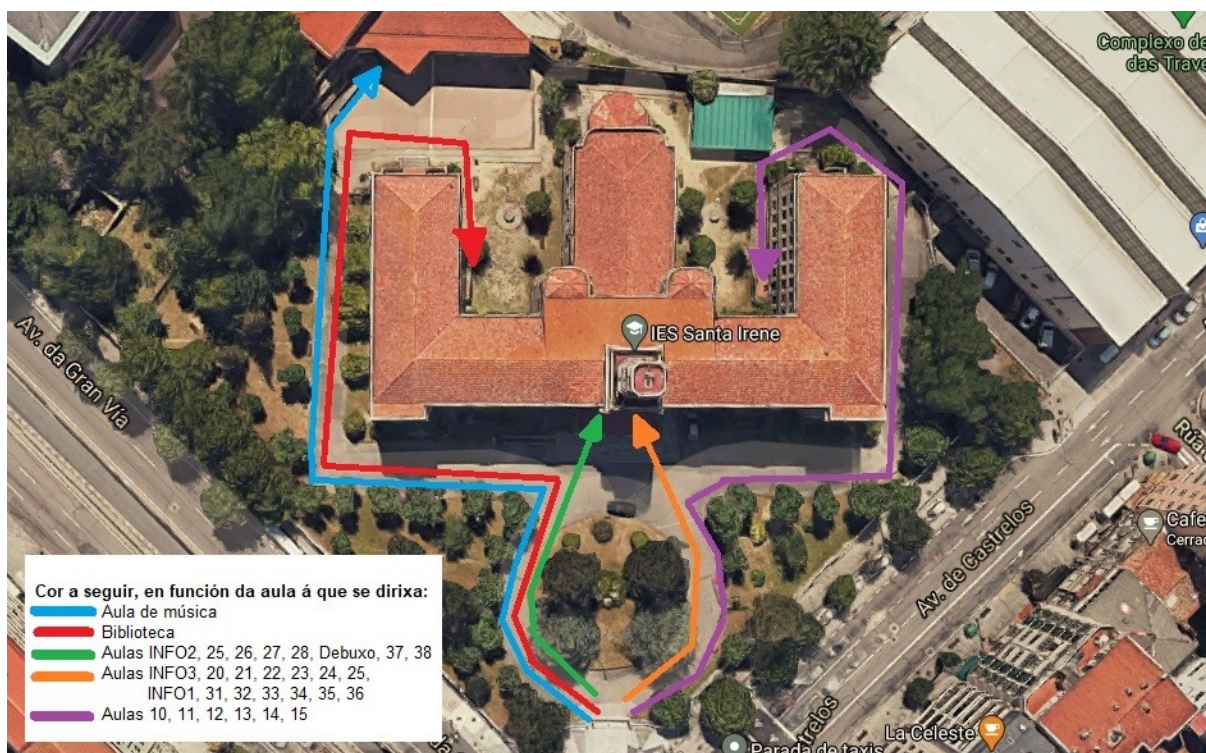 Complexo de
das Trave
IES Santa Irene
Av. da Gran Vía
Av. de Castrelos
Cafe
Cerrac
Cor a seguir, en función da aula á que se dirixa:
Aula de música
Biblioteca
Aulas INFO2, 25, 26, 27, 28, Debuxo, 37, 38
Aulas INFO3, 20, 21, 22, 23, 24, 25,
INFO1, 31, 32, 33, 34, 35, 36
Aulas 10, 11, 12, 13, 14, 15
La Celeste
Parada de taxis